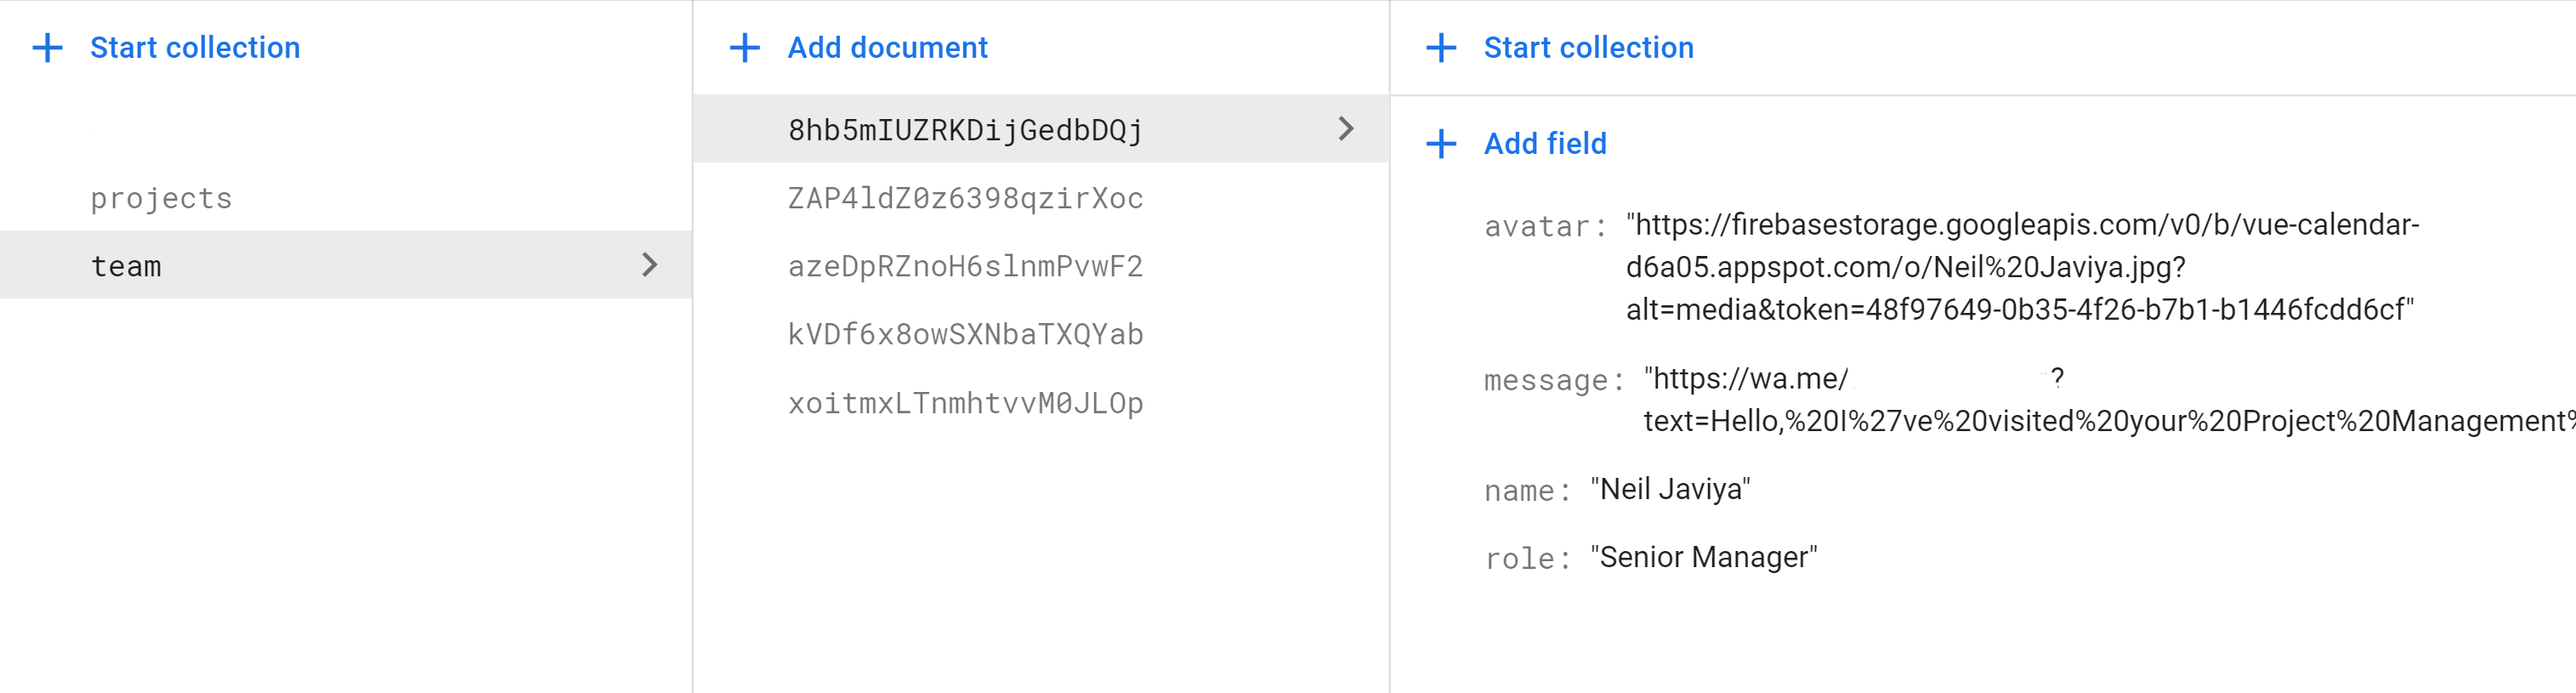 Start collection
projects
team
Add document
8hb5mIUZRKDijGedbDQj
ZAP4ldZ0z6398qzirXoc
azeDpRZnoH6slnmPvwF2
kVDf6x8owSXNbaTXQYab
xoitmxLTnmhtvvM0JLOp
Start collection
Add field
avatar: "https://firebasestorage.googleapis.com/v0/b/vue-calendar-
d6a05.appspot.com/o/Neil%20Javiya.jpg?
alt=media&token=48f97649-0b35-4f26-b7b1-b1446fcdd6cf"
message: "https://wa.me/ ?
text=Hello,%20I%27ve%20visited%20your%20Project%20Management%
name: "Neil Javiya"
role: "Senior Manager"